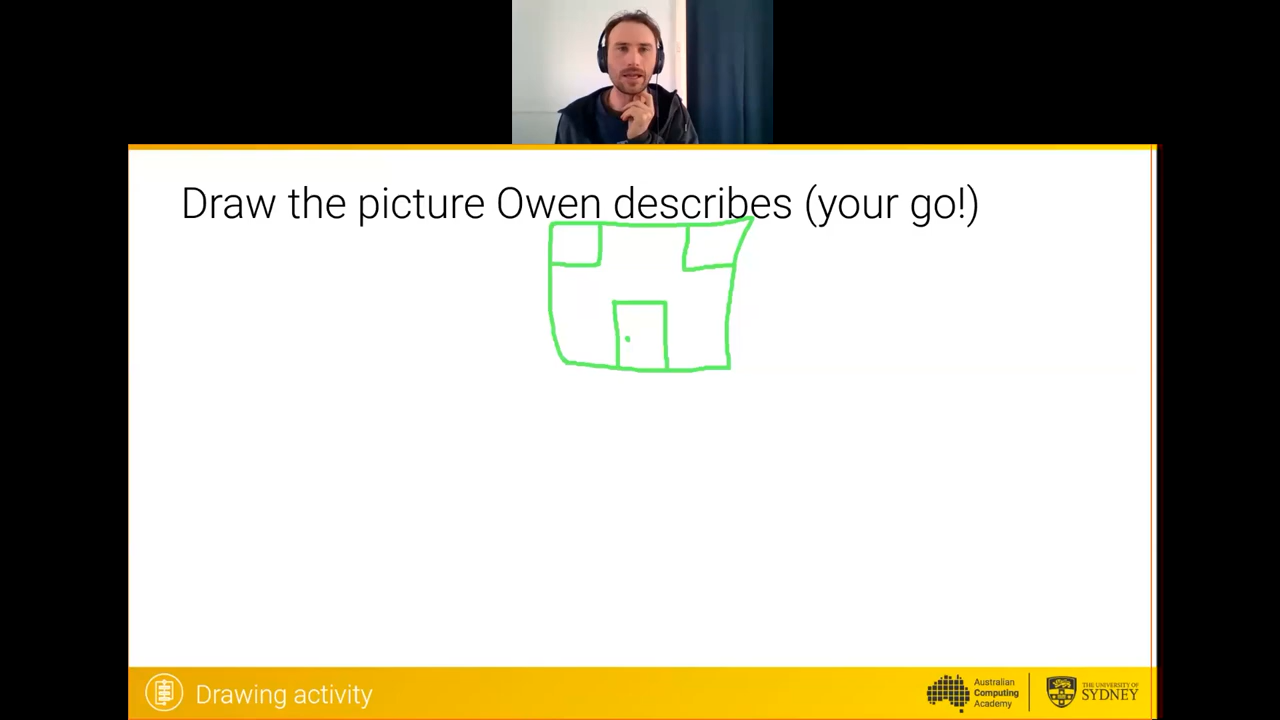 Draw the picture Owen describes (your go!)
Drawing activity
Australian
Computing
Academy
THE UNIVERSITY OF
SYDNEY